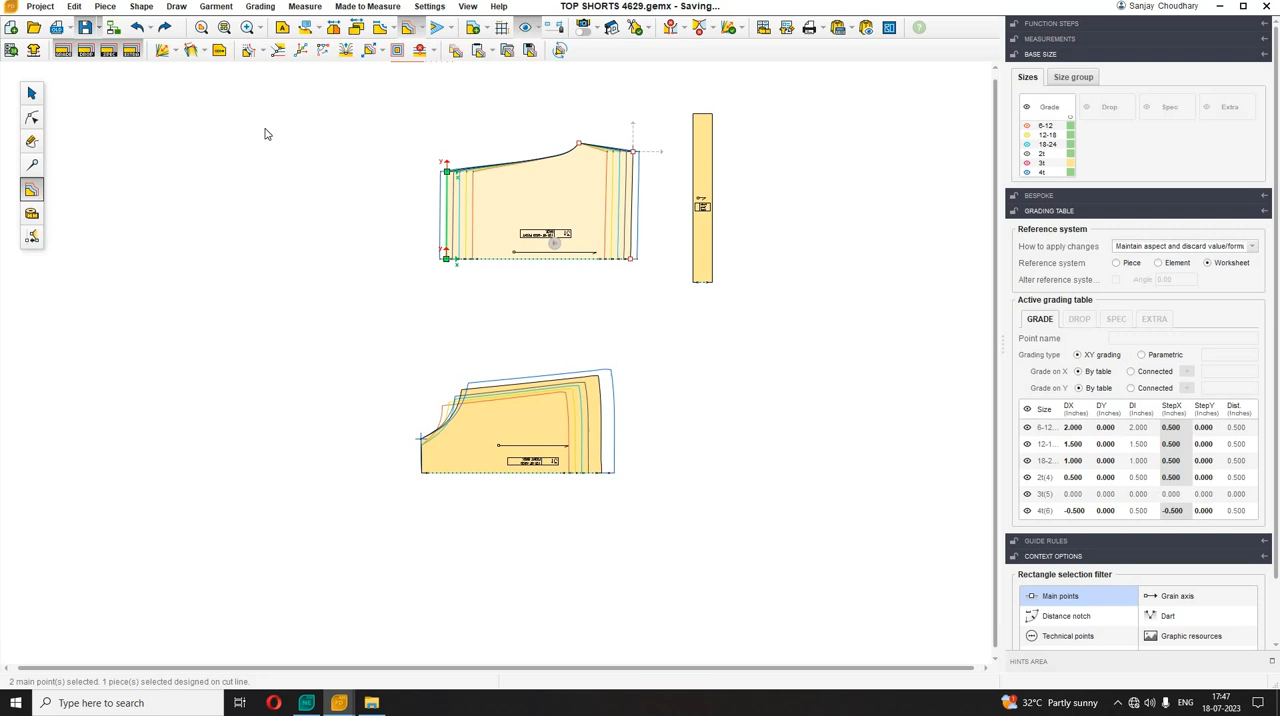 Project Edit Piece Shape Draw Garment Grading Measure Made to Measure Settings View Help
TOP SHORTS 4629.gemx - Saving...
Sanjay Choudhary
FUNCTION STEPS
MEASUREMENTS
BASE SIZE
Sizes Size group
Grade Drop Spec Extra
6-12
12-18
18-24
2t
3t
4t
BESPOKE
GRADING TABLE
Reference system
How to apply changes Maintain aspect and discard value/formu
Reference system Piece Element Worksheet
Alter reference syste... Angle 0.00
Active grading table
GRADE DROP SPEC EXTRA
Point name
Grading type XY grading Parametric
Grade on X By table Connected
Grade on Y By table Connected
Size DX DY DI StepX StepY Dist.
(Inches) (Inches) (Inches) (Inches) (Inches) (Inches)
6-12... 2.000 0.000 2.000 0.500 0.000 0.500
12-1... 1.500 0.000 1.500 0.500 0.000 0.500
18-2... 1.000 0.000 1.000 0.500 0.000 0.500
2t(4) 0.500 0.000 0.500 0.500 0.000 0.500
3t(5) 0.000 0.000 0.000 0.000 0.000 0.000
4t(6) -0.500 0.000 0.500 -0.500 0.000 0.500
GUIDE RULES
CONTEXT OPTIONS
Rectangle selection filter
Main points Grain axis
Distance notch Dart
Technical points Graphic resources
HINTS AREA
y
x
y
x
2 main point(s) selected. 1 piece(s) selected designed on cut line.
Type here to search
32°C Partly sunny
ENG
17:47
18-07-2023